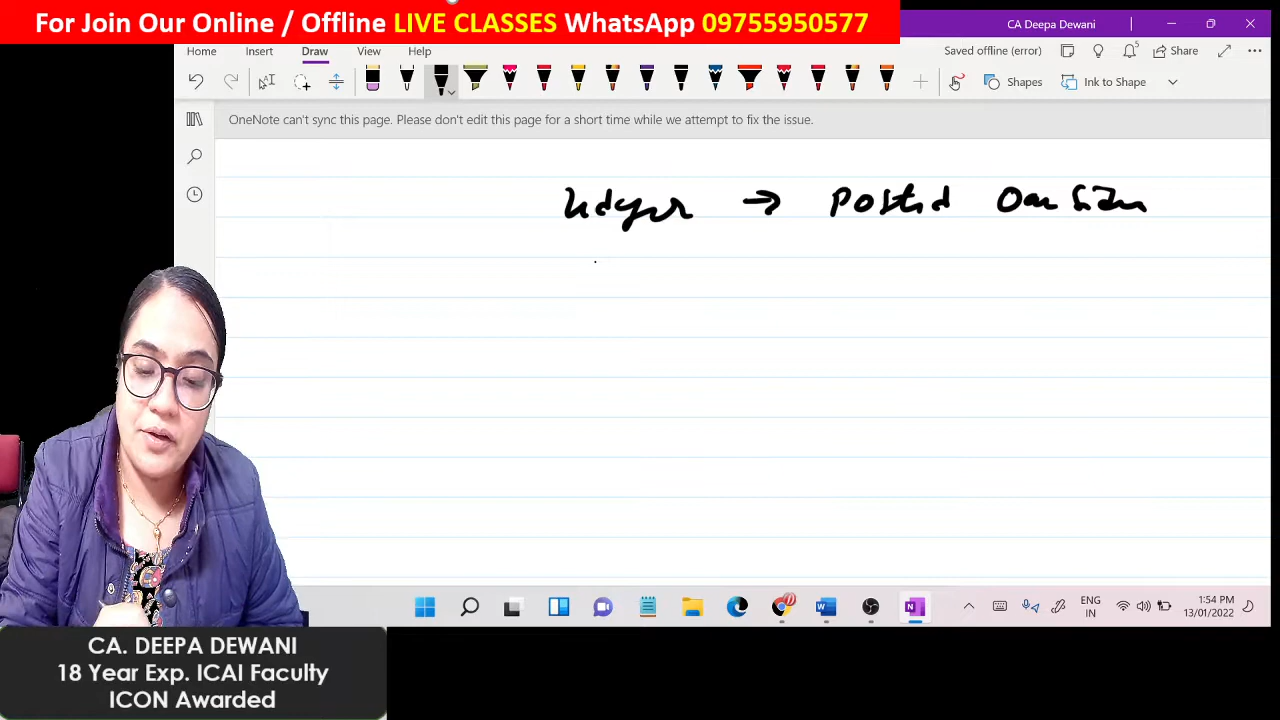 For Join Our Online / Offline LIVE CLASSES WhatsApp 09755950577
CA Deepa Dewani
Home Insert Draw View Help
Saved offline (error)
5
Share
Shapes
Ink to Shape
OneNote can't sync this page. Please don't edit this page for a short time while we attempt to fix the issue.
→ Posted
ENG
IN
1:54 PM
13/01/2022
CA. DEEPA DEWANI
18 Year Exp. ICAI Faculty
ICON Awarded